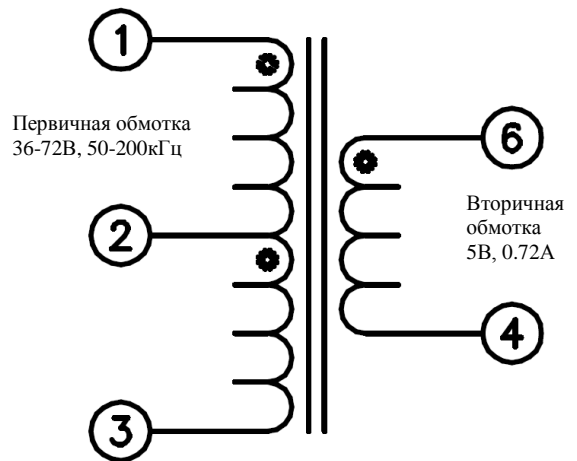 1
Первичная обмотка
36-72В, 50-200кГц
2
3
6
Вторичная
обмотка
5В, 0.72А
4